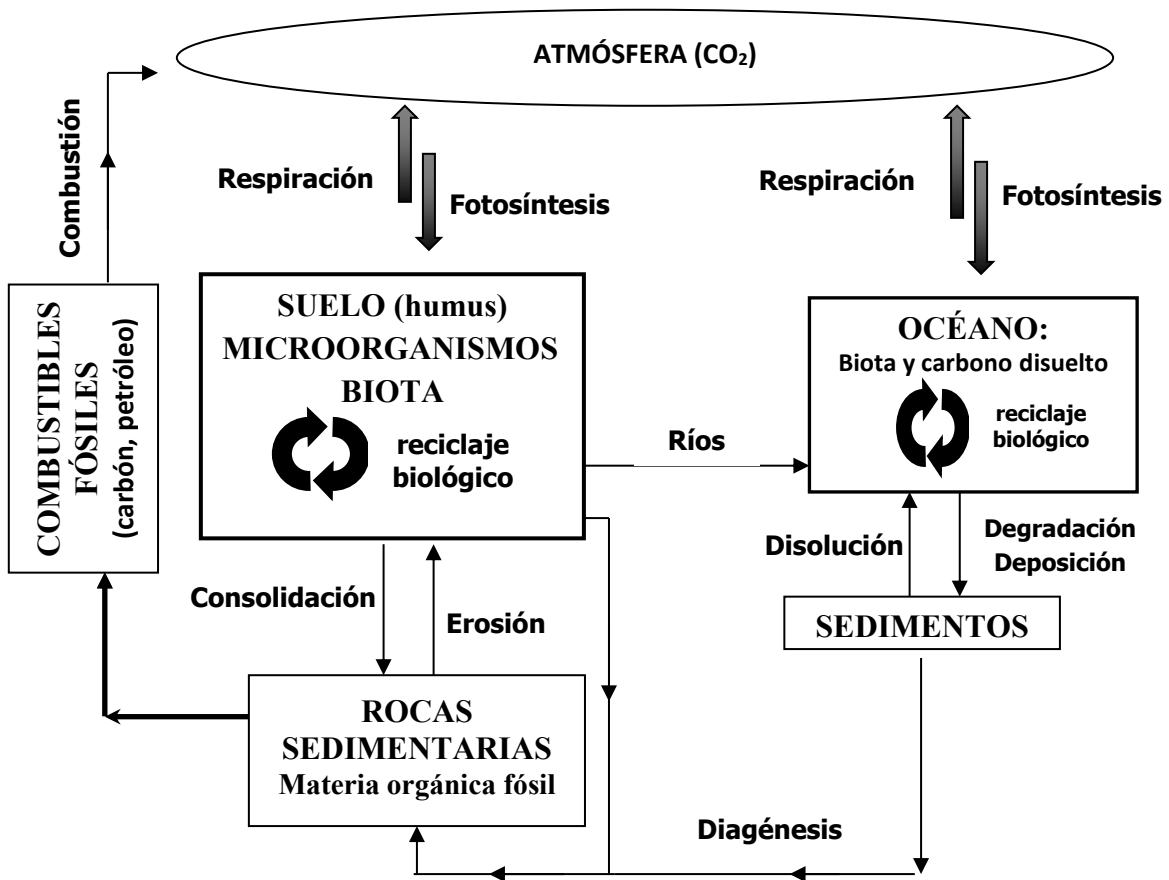 ATMÓSFERA (CO₂)
Combustión
Respiración
Fotosíntesis
Respiración
Fotosíntesis
COMBUSTIBLES
FÓSILES
(carbón, petróleo)
SUELO (humus)
MICROORGANISMOS
BIOTA
reciclaje
biológico
Ríos
OCÉANO:
Biota y carbono disuelto
reciclaje
biológico
Consolidación
Erosión
Disolución
Degradación
Deposición
SEDIMENTOS
ROCAS
SEDIMENTARIAS
Materia orgánica fósil
Diagénesis